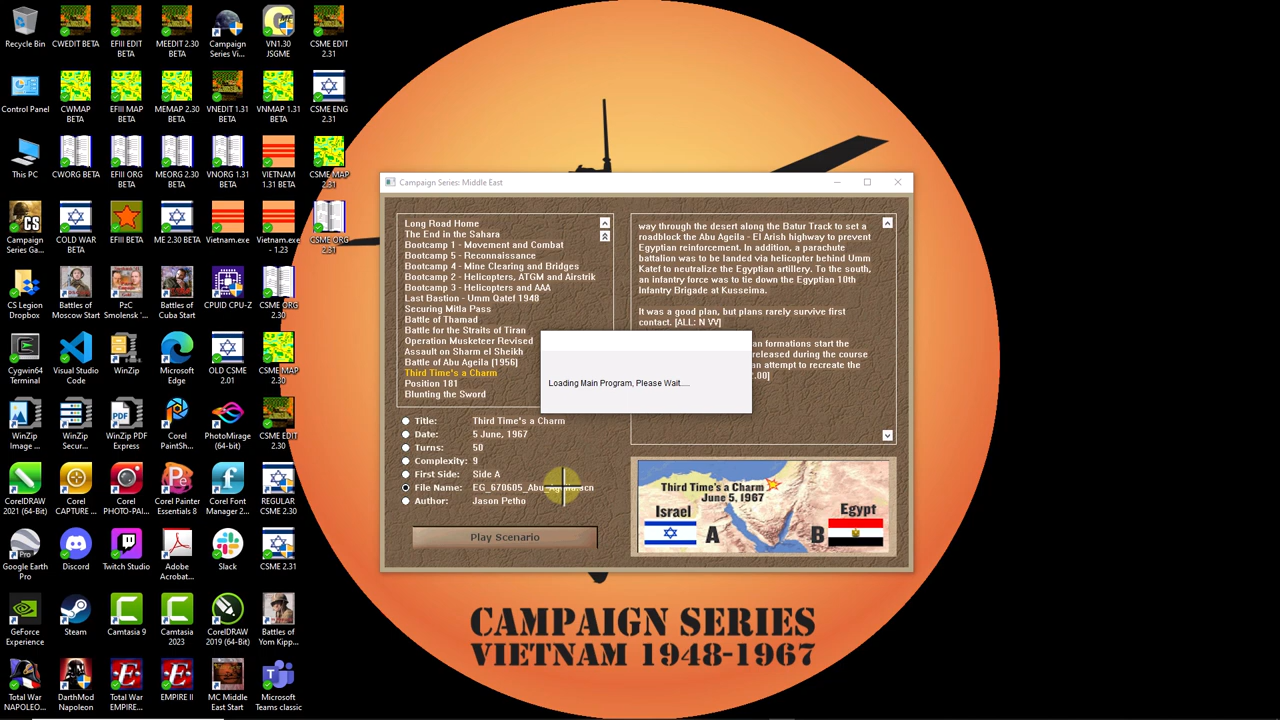 Recycle Bin
CWEDIT BETA
EFIII EDIT BETA
MEEDIT 2.30 BETA
Campaign Series Vi...
VN1.30 JSGME
CSME EDIT 2.31
Control Panel
CWMAP BETA
EFIII MAP BETA
MEMAP 2.30 BETA
VNEDIT 1.31 BETA
VNMAP 1.31 BETA
CSME ENG 2.31
This PC
CWORG BETA
EFIII ORG BETA
MEORG 2.30 BETA
VNORG 1.31 BETA
VIETNAM 1.31 BETA
CSME MAP 2.31
Campaign Series Ga...
COLD WAR BETA
EFIII BETA
ME 2.30 BETA
Vietnam.exe
Vietnam.exe - 1.23
CSME ORG 2.31
CS Legion Dropbox
Battles of Moscow Start
PzC Smolensk '...
Battles of Cuba Start
CPUID CPU-Z
CSME ORG 2.30
Cygwin64 Terminal
Visual Studio Code
WinZip
Microsoft Edge
OLD CSME 2.01
CSME MAP 2.30
WinZip Image ...
WinZip Secur...
WinZip PDF Express
Corel PaintSh...
PhotoMirage (64-bit)
CSME EDIT 2.30
CorelDRAW 2021 (64-Bit)
Corel CAPTURE ...
Corel PHOTO-PAI...
Corel Painter Essentials 8
Corel Font Manager 2...
REGULAR CSME 2.30
Google Earth Pro
Discord
Twitch Studio
Adobe Acrobat...
Slack
CSME 2.31
GeForce Experience
Steam
Camtasia 9
Camtasia 2023
CorelDRAW 2019 (64-Bit)
Battles of Yom Kipp...
Total War NAPOLEO...
DarthMod Napoleon
Total War EMPIRE...
EMPIRE II
MC Middle East Start
Microsoft Teams classic
Campaign Series: Middle East
Long Road Home
The End in the Sahara
Bootcamp 1 - Movement and Combat
Bootcamp 5 - Reconnaissance
Bootcamp 4 - Mine Clearing and Bridges
Bootcamp 2 - Helicopters, ATGM and Airstrik
Bootcamp 3 - Helicopters and AAA
Last Bastion - Umm Qatef 1948
Securing Mitla Pass
Battle of Thamad
Battle for the Straits of Tiran
Operation Musketeer Revised
Assault on Sharm el Sheikh
Battle of Abu Ageila [1956]
Third Time's a Charm
Position 181
Blunting the Sword
way through the desert along the Batur Track to set a
roadblock the Abu Ageila - El Arish highway to prevent
Egyptian reinforcement. In addition, a parachute
battalion was to be landed via helicopter behind Umm
Katef to neutralize the Egyptian artillery. To the south,
an infantry force was to tie down the Egyptian 10th
Infantry Brigade at Kusseima.
It was a good plan, but plans rarely survive first
contact. [ALL: N VV]
an formations start the
released during the course
an attempt to recreate the
.00]
Loading Main Program, Please Wait.....
Title: Third Time's a Charm
Date: 5 June, 1967
Turns: 50
Complexity: 9
First Side: Side A
File Name: EG_670605_Abu_
Author: Jason Petho
Play Scenario
Third Time's a Charm
June 5, 1967
Israel
A
B
Egypt
CAMPAIGN SERIES
VIETNAM 1948-1967